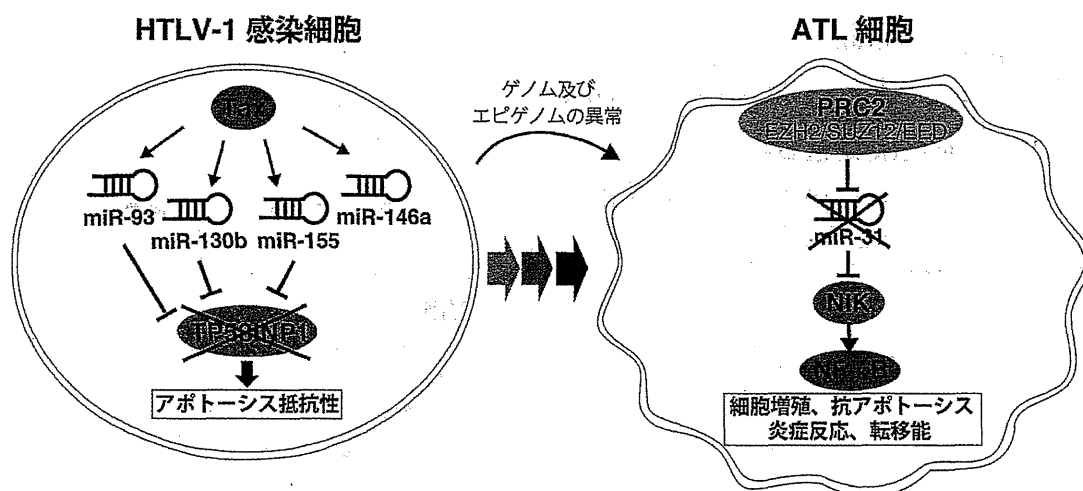 HTLV-1 感染細胞
Tax
miR-93
miR-130b
miR-155
miR-146a
TP53INP1
アポトーシス抵抗性
ゲノム及び
エピゲノムの異常
ATL 細胞
PRC2
EZH2/SUZ12/EED
miR-31
NIK
細胞増殖、抗アポトーシス
炎症反応、転移能